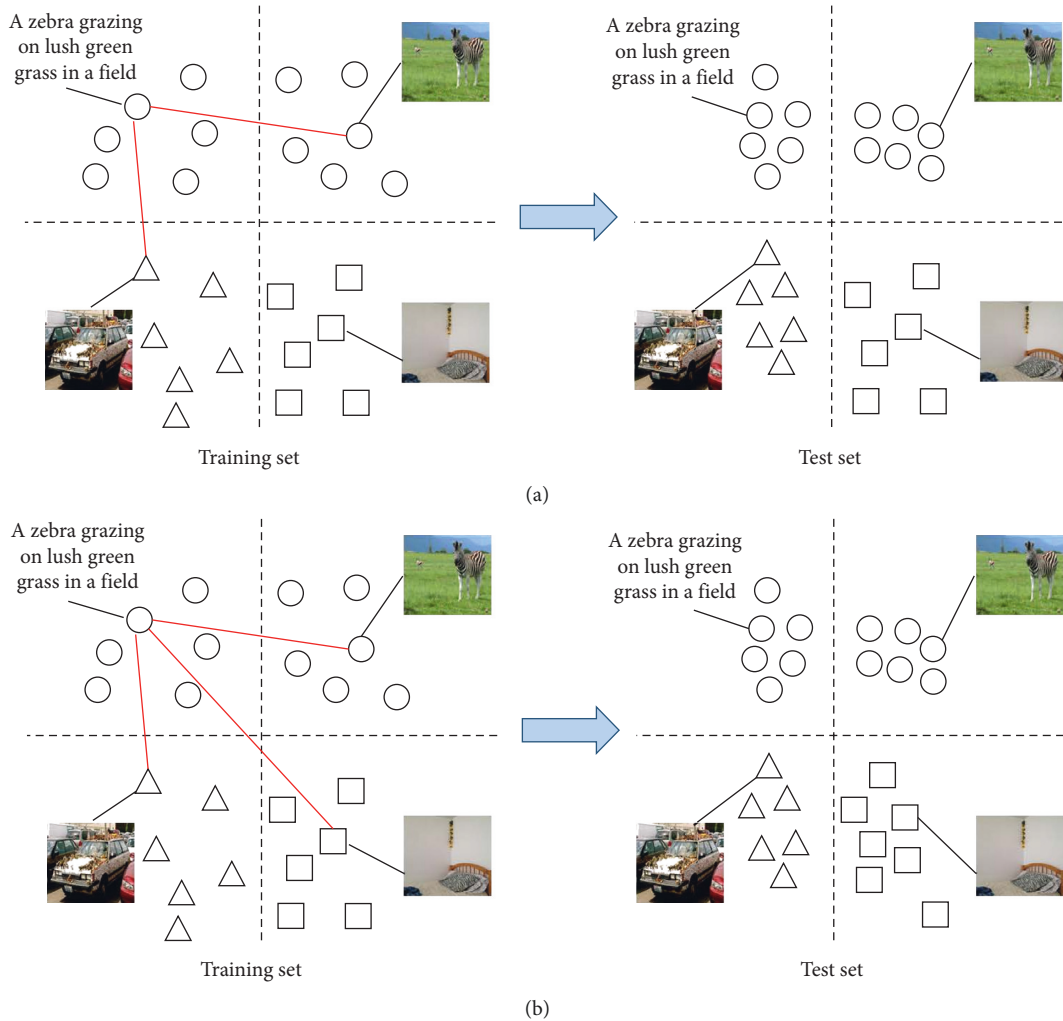 A zebra grazing
on lush green
grass in a field
A zebra grazing
on lush green
grass in a field
Training set
Test set
(a)
A zebra grazing
on lush green
grass in a field
A zebra grazing
on lush green
grass in a field
Training set
Test set
(b)